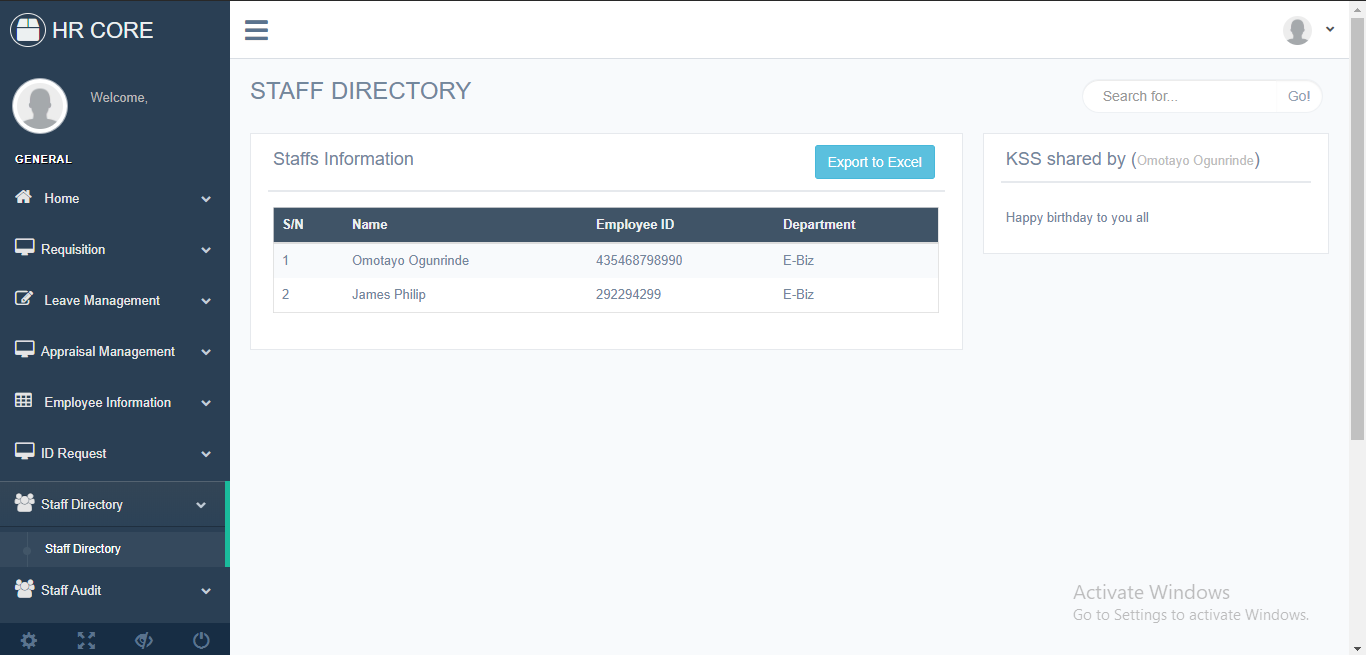 HR CORE
Welcome,
GENERAL
Home
Requisition
Leave Management
Appraisal Management
Employee Information
ID Request
Staff Directory
Staff Directory
Staff Audit
STAFF DIRECTORY
Search for... Go!
Staffs Information Export to Excel
S/N Name Employee ID Department
1 Omotayo Ogunrinde 435468798990 E-Biz
2 James Philip 292294299 E-Biz
KSS shared by (Omotayo Ogunrinde)
Happy birthday to you all
Activate Windows
Go to Settings to activate Windows.